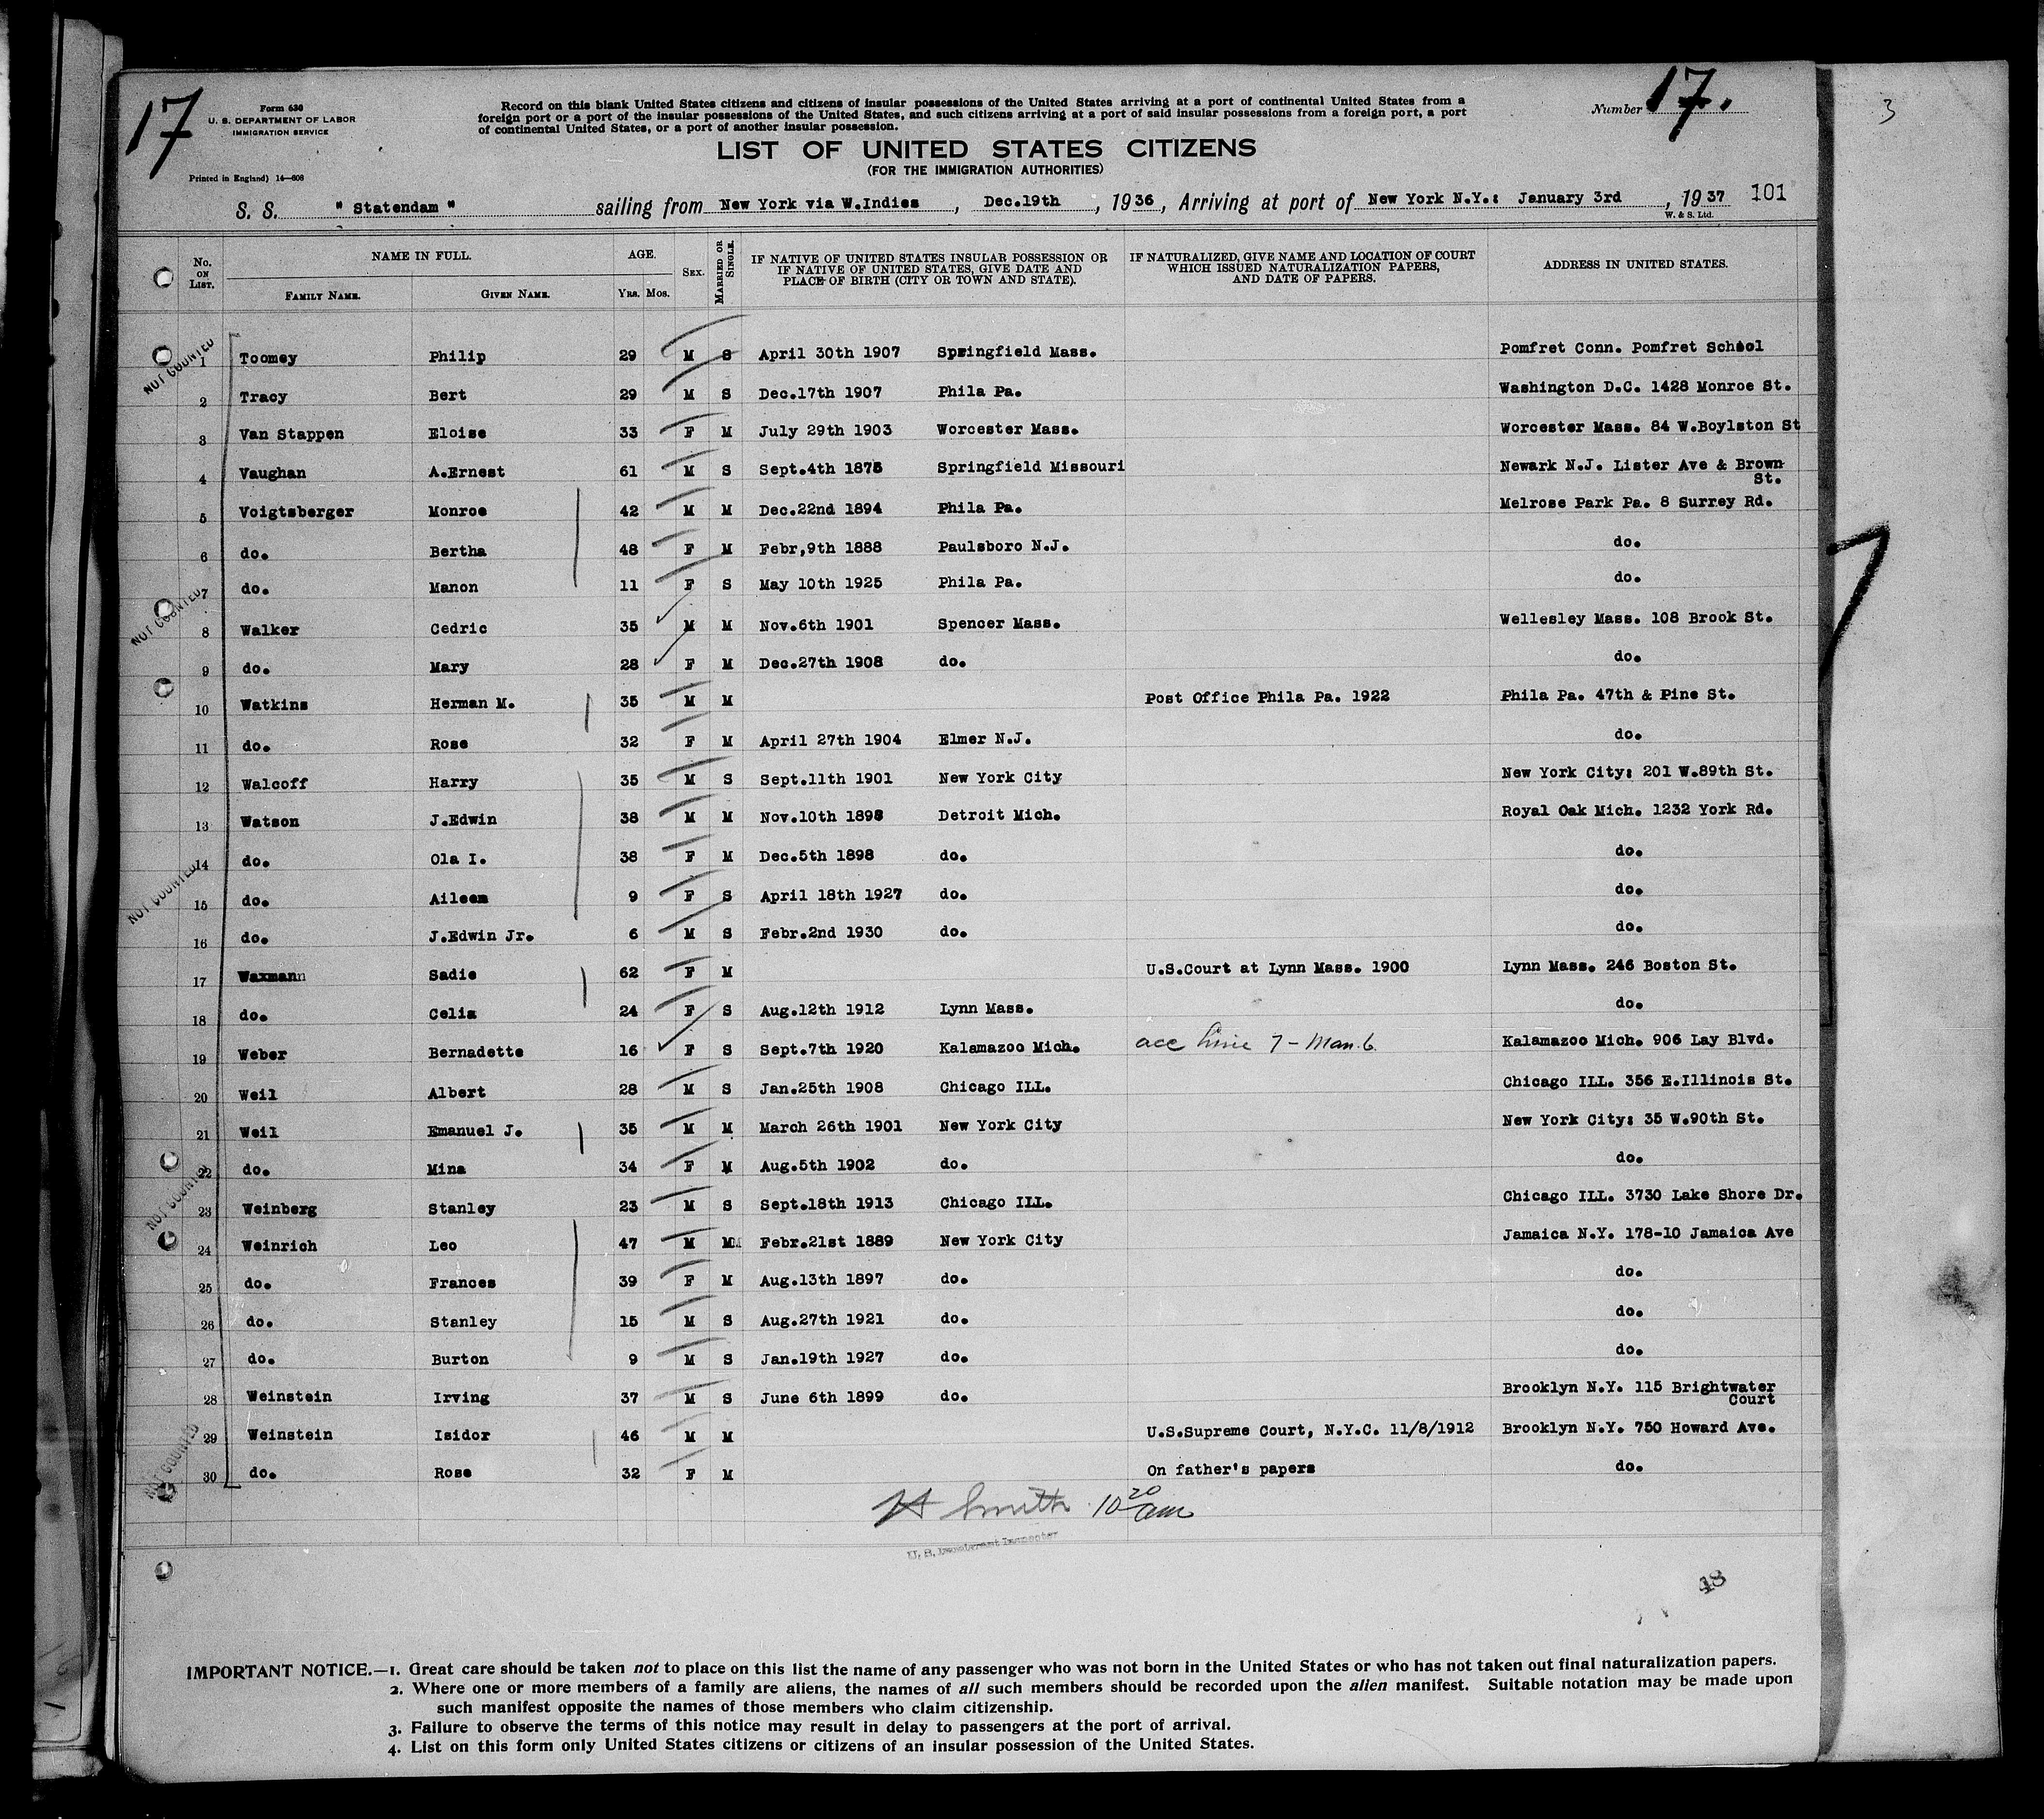 17
Form 630
U. S. DEPARTMENT OF LABOR
IMMIGRATION SERVICE
Printed in England) 14—608
Record on this blank United States citizens and citizens of insular possessions of the United States arriving at a port of continental United States from a
foreign port or a port of the insular possessions of the United States, and such citizens arriving at a port of said insular possessions from a foreign port, a port
of continental United States, or a port of another insular possession.
Number 17.
3
LIST OF UNITED STATES CITIZENS
(FOR THE IMMIGRATION AUTHORITIES)
S. S. " Statendam " sailing from New York via W.Indies , Dec.19th , 1936, Arriving at port of New York N.Y.: January 3rd , 1937 101
W. & S. Ltd.
No. ON LIST. NAME IN FULL. FAMILY NAME. GIVEN NAME. AGE. YRS. MOS. SEX. MARRIED OR SINGLE. IF NATIVE OF UNITED STATES INSULAR POSSESSION OR IF NATIVE OF UNITED STATES, GIVE DATE AND PLACE OF BIRTH (CITY OR TOWN AND STATE). IF NATURALIZED, GIVE NAME AND LOCATION OF COURT WHICH ISSUED NATURALIZATION PAPERS, AND DATE OF PAPERS. ADDRESS IN UNITED STATES.
NOT COUNTED
1 Toomey Philip 29 M S April 30th 1907 Springfield Mass. Pomfret Conn. Pomfret School
2 Tracy Bert 29 M S Dec.17th 1907 Phila Pa. Washington D.C. 1428 Monroe St.
3 Van Stappen Eloise 33 F M July 29th 1903 Worcester Mass. Worcester Mass. 84 W.Boylston St
4 Vaughan A.Ernest 61 M S Sept.4th 1875 Springfield Missouri Newark N.J. Lister Ave & Brown
St.
5 Voigtsberger Monroe 42 M M Dec.22nd 1894 Phila Pa. Melrose Park Pa. 8 Surrey Rd.
6 do. Bertha 48 F M Febr,9th 1888 Paulsboro N.J. do.
7 do. Manon 11 F S May 10th 1925 Phila Pa. do.
NOT COUNTED
8 Walker Cedric 35 M M Nov.6th 1901 Spencer Mass. Wellesley Mass. 108 Brook St.
9 do. Mary 28 F M Dec.27th 1908 do. do.
10 Watkins Herman M. 35 M M Post Office Phila Pa. 1922 Phila Pa. 47th & Pine St.
11 do. Rose 32 F M April 27th 1904 Elmer N.J. do.
12 Walcoff Harry 35 M S Sept.11th 1901 New York City New York City: 201 W.89th St.
13 Watson J.Edwin 38 M M Nov.10th 1898 Detroit Mich. Royal Oak Mich. 1232 York Rd.
14 do. Ola I. 38 F M Dec.5th 1898 do. do.
NOT COUNTED
15 do. Aileen 9 F S April 18th 1927 do. do.
16 do. J.Edwin Jr. 6 M S Febr.2nd 1930 do. do.
17 Waxmann Sadie 62 F M U.S.Court at Lynn Mass. 1900 Lynn Mass. 246 Boston St.
18 do. Celia 24 F S Aug.12th 1912 Lynn Mass. do.
19 Weber Bernadette 16 F S Sept.7th 1920 Kalamazoo Mich. acc line 7 - Man. 6. Kalamazoo Mich. 906 Lay Blvd.
20 Weil Albert 28 M S Jan.25th 1908 Chicago ILL. Chicago ILL. 356 E.Illinois St.
21 Weil Emanuel J. 35 M M March 26th 1901 New York City New York City: 35 W.90th St.
22 do. Mina 34 F M Aug.5th 1902 do. do.
NOT COUNTED
23 Weinberg Stanley 23 M S Sept.18th 1913 Chicago ILL. Chicago ILL. 3730 Lake Shore Dr.
24 Weinrich Leo 47 M M Febr.21st 1889 New York City Jamaica N.Y. 178-10 Jamaica Ave
25 do. Frances 39 F M Aug.13th 1897 do. do.
26 do. Stanley 15 M S Aug.27th 1921 do. do.
27 do. Burton 9 M S Jan.19th 1927 do. do.
28 Weinstein Irving 37 M S June 6th 1899 do. Brooklyn N.Y. 115 Brightwater
Court
29 Weinstein Isidor 46 M M U.S.Supreme Court, N.Y.C. 11/8/1912 Brooklyn N.Y. 750 Howard Ave.
NOT COUNTED
30 do. Rose 32 F M On father's papers do.
H Smith 10 20 am
U. S. Immigrant Inspector
18
IMPORTANT NOTICE.—1. Great care should be taken not to place on this list the name of any passenger who was not born in the United States or who has not taken out final naturalization papers.
2. Where one or more members of a family are aliens, the names of all such members should be recorded upon the alien manifest. Suitable notation may be made upon
such manifest opposite the names of those members who claim citizenship.
3. Failure to observe the terms of this notice may result in delay to passengers at the port of arrival.
4. List on this form only United States citizens or citizens of an insular possession of the United States.